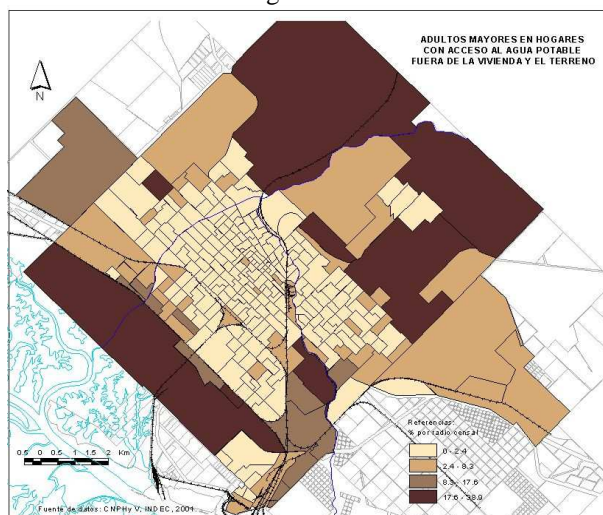 ADULTOS MAYORES EN HOGARES
CON ACCESO AL AGUA POTABLE
FUERA DE LA VIVIENDA Y EL TERRENO
N
Referencias:
% por radio censal
0 - 2.4
2.4 - 8.3
8.3 - 17.6
17.6 - 38.9
0.5 0 0.5 1 1.5 2 Km
Fuente de datos: CNPHy V, INDEC, 2001